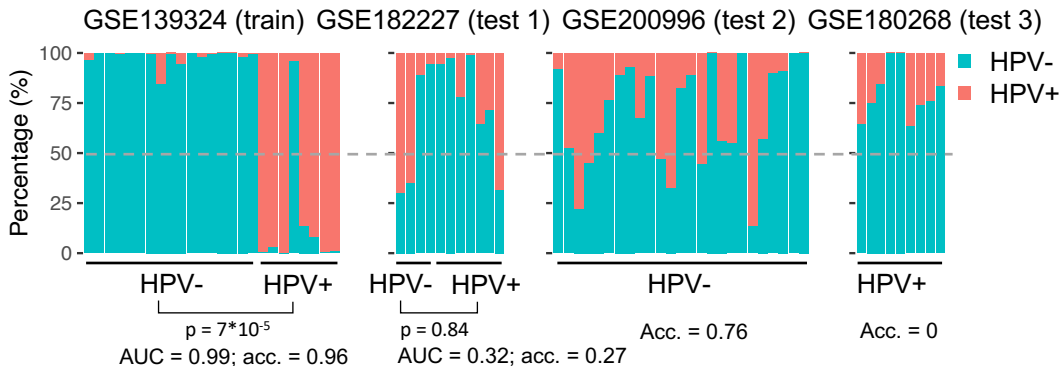 GSE139324 (train) GSE182227 (test 1) GSE200996 (test 2) GSE180268 (test 3)
Percentage (%)
100
75
50
25
0
HPV-
HPV+
HPV- HPV+ HPV- HPV+ HPV- HPV+
p = 7*10-5 p = 0.84 Acc. = 0.76 Acc. = 0
AUC = 0.99; acc. = 0.96 AUC = 0.32; acc. = 0.27